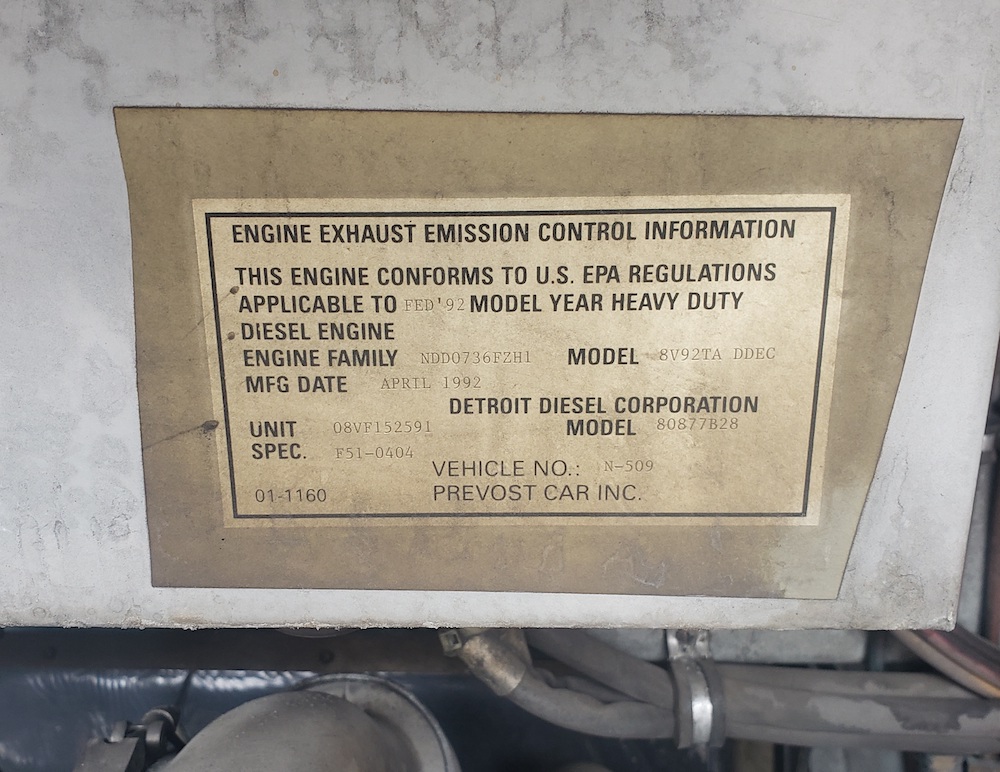 ENGINE EXHAUST EMISSION CONTROL INFORMATION
THIS ENGINE CONFORMS TO U.S. EPA REGULATIONS
APPLICABLE TO FED'92 MODEL YEAR HEAVY DUTY
DIESEL ENGINE
ENGINE FAMILY NDD0736FZH1 MODEL 8V92TA DDEC
MFG DATE APRIL 1992
DETROIT DIESEL CORPORATION
UNIT 08VF152591 MODEL 80877B28
SPEC. F51-0404
VEHICLE NO.: N-509
01-1160 PREVOST CAR INC.